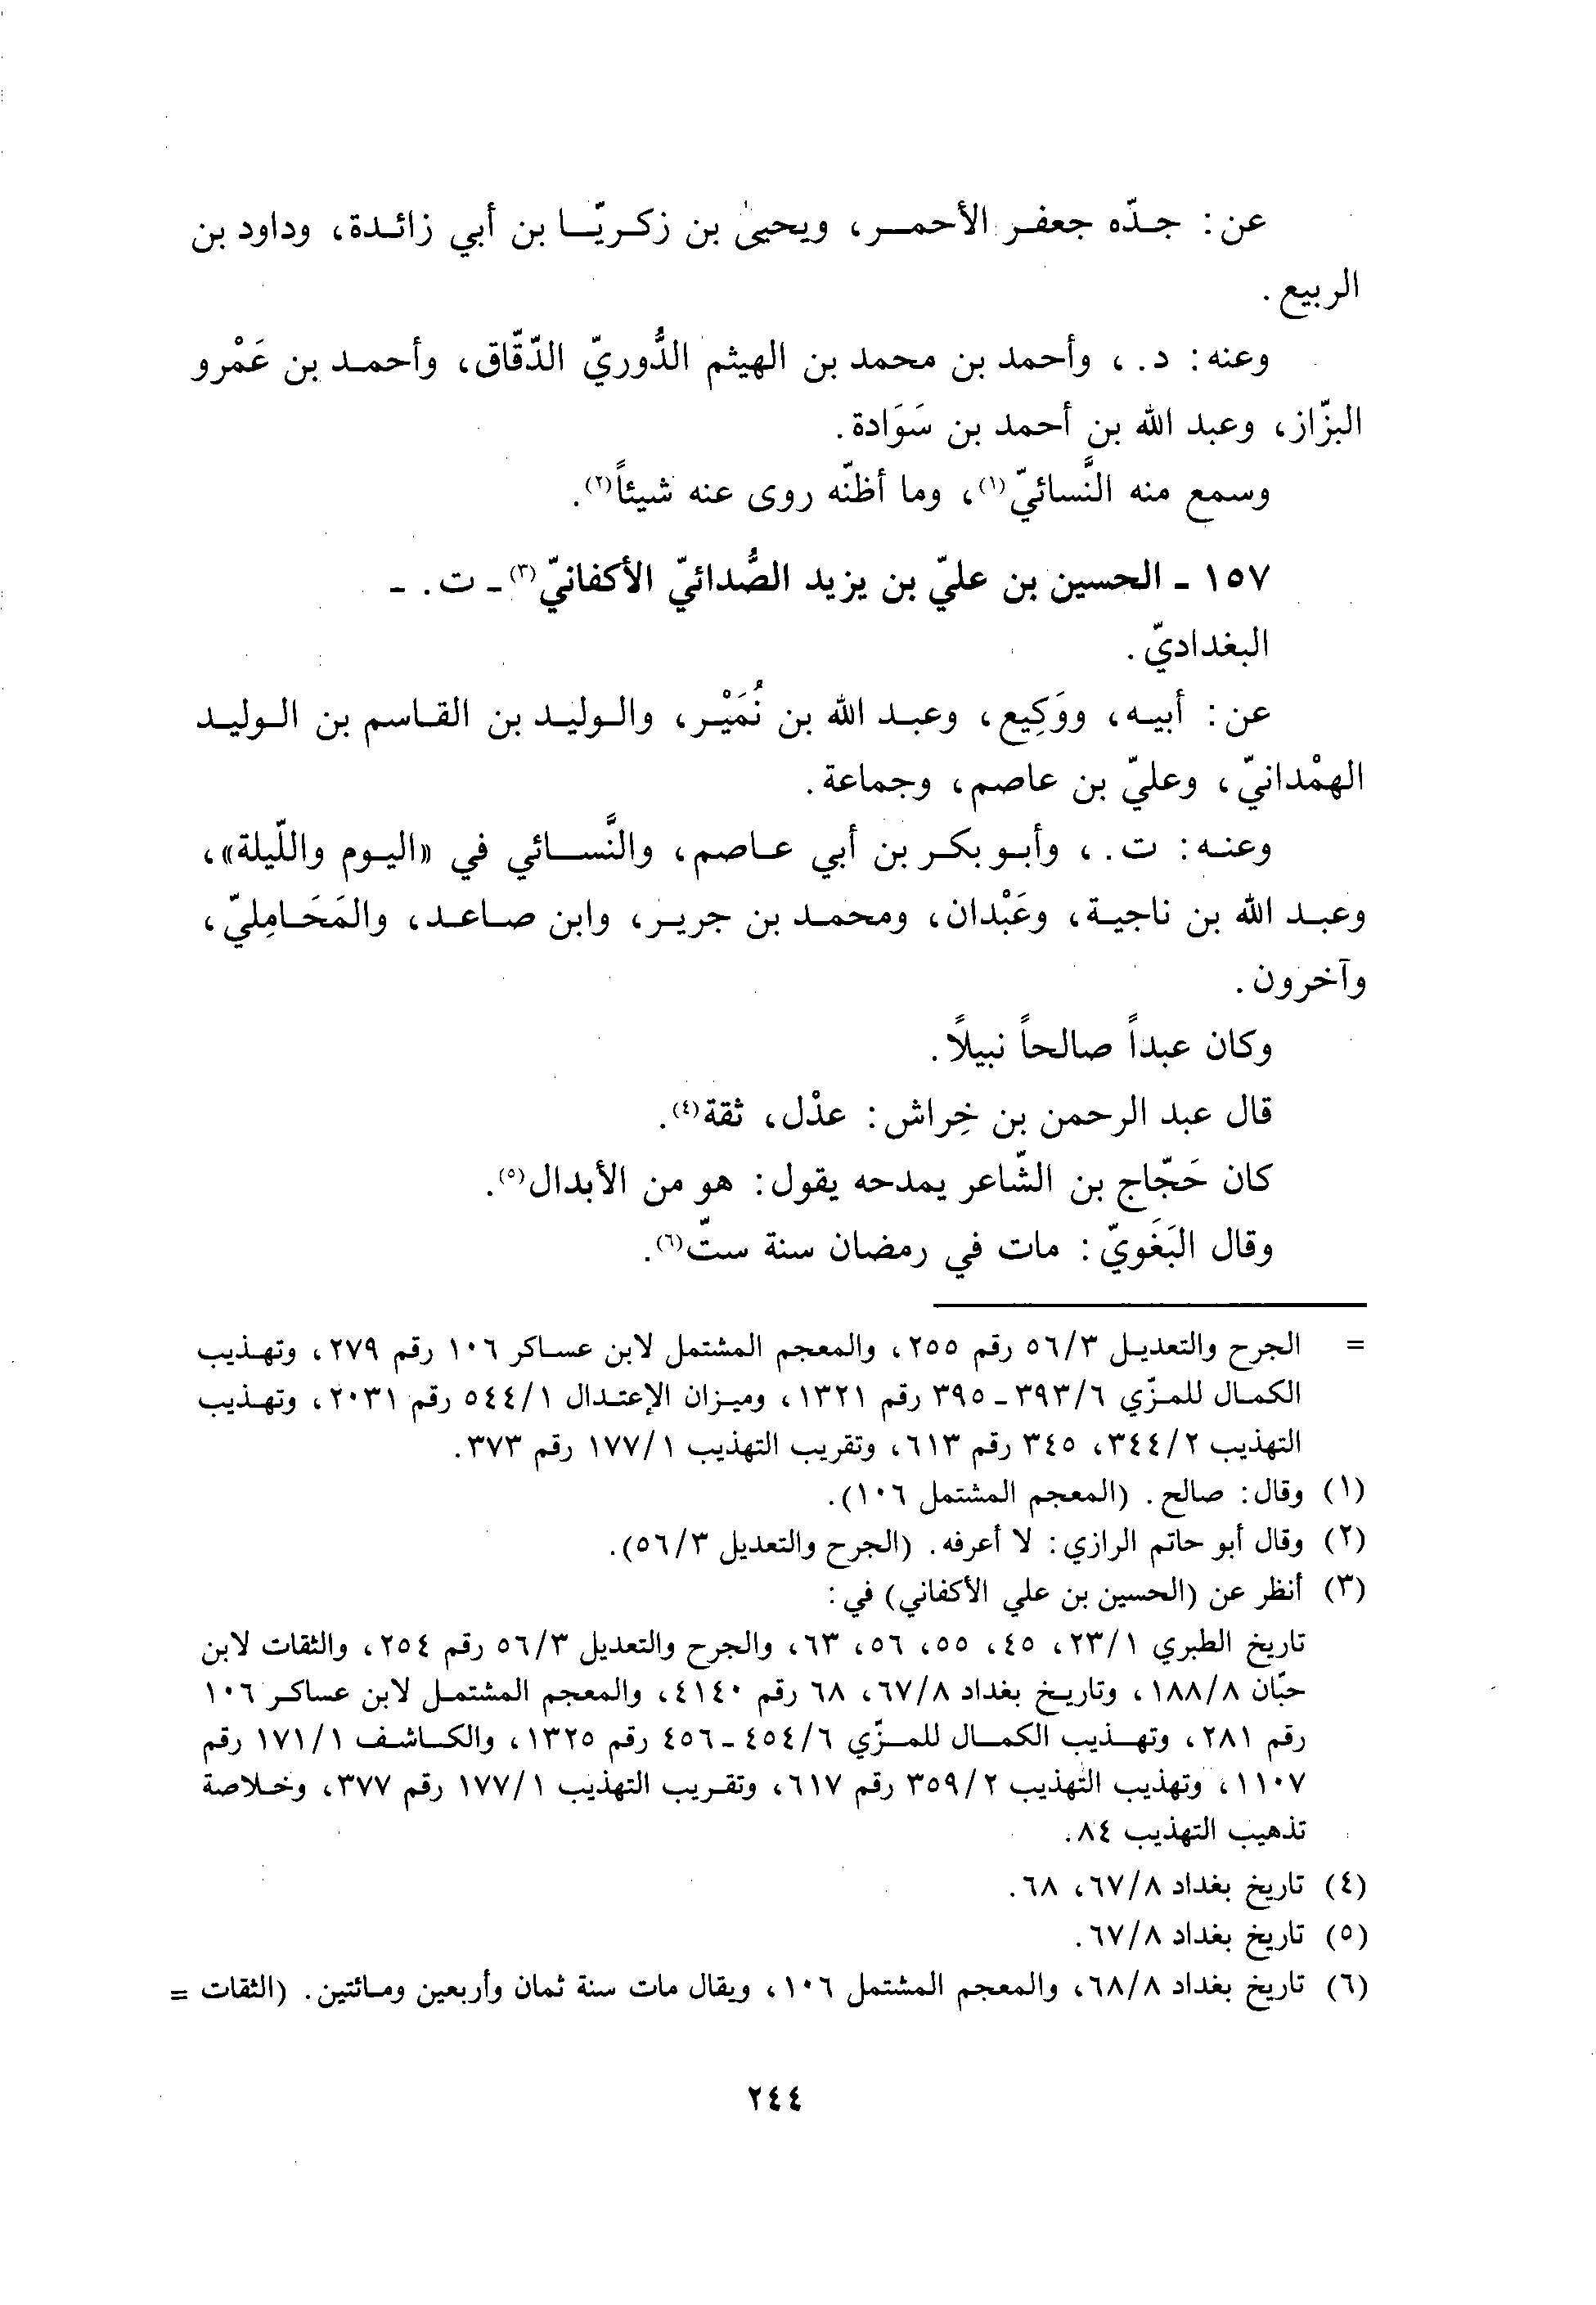 عن: جدّه جعفر الأحمر، ويحيىٰ بن زكريّا بن أبي زائدة، وداود بن
الربيع.
وعنه: د.، وأحمد بن محمد بن الهيثم الدُّوريّ الدّقّاق، وأحمد بن عَمْرو
البزّاز، وعبد الله بن أحمد بن سَوَادة.
وسمع منه النَّسائيّ(١)، وما أظنّه روى عنه شيئاً(٢).
١٥٧ - الحسين بن عليّ بن يزيد الصُّدائيّ الأكفانيّ(٣) - ت. -
البغداديّ.
عن: أبيه، ووَكِيع، وعبد الله بن نُمَيْر، والوليد بن القاسم بن الوليد
الهمْدانيّ، وعليّ بن عاصم، وجماعة.
وعنه: ت.، وأبو بكر بن أبي عاصم، والنَّسائي في «اليوم واللّيلة»،
وعبد الله بن ناجية، وعَبْدان، ومحمد بن جرير، وابن صاعد، والمَحَامِليّ،
وآخرون.
وكان عبداً صالحاً نبيلاً.
قال عبد الرحمن بن خِراش: عدْل، ثقة(٤).
كان حَجّاج بن الشّاعر يمدحه يقول: هو من الأبدال(٥).
وقال البَغَويّ: مات في رمضان سنة ستّ(٦).
= الجرح والتعديل ٥٦/٣ رقم ٢٥٥، والمعجم المشتمل لابن عساكر ١٠٦ رقم ٢٧٩، وتهذيب
الكمال للمزّي ٣٩٣/٦ - ٣٩٥ رقم ١٣٢١، وميزان الإعتدال ٥٤٤/١ رقم ٢٠٣١، وتهذيب
التهذيب ٣٤٤/٢، ٣٤٥ رقم ٦١٣، وتقريب التهذيب ١٧٧/١ رقم ٣٧٣.
(١) وقال: صالح. (المعجم المشتمل ١٠٦).
(٢) وقال أبو حاتم الرازي: لا أعرفه. (الجرح والتعديل ٥٦/٣).
(٣) أنظر عن (الحسين بن علي الأكفاني) في:
تاريخ الطبري ٢٣/١، ٤٥، ٥٥، ٥٦، ٦٣، والجرح والتعديل ٥٦/٣ رقم ٢٥٤، والثقات لابن
حبّان ١٨٨/٨، وتاريخ بغداد ٦٧/٨، ٦٨ رقم ٤١٤٠، والمعجم المشتمل لابن عساكر ١٠٦
رقم ٢٨١، وتهذيب الكمال للمزّي ٤٥٤/٦ - ٤٥٦ رقم ١٣٢٥، والكاشف ١٧١/١ رقم
١١٠٧، وتهذيب التهذيب ٣٥٩/٢ رقم ٦١٧، وتقريب التهذيب ١٧٧/١ رقم ٣٧٧، وخلاصة
تذهيب التهذيب ٨٤.
(٤) تاريخ بغداد ٦٧/٨، ٦٨.
(٥) تاريخ بغداد ٦٧/٨.
(٦) تاريخ بغداد ٦٨/٨، والمعجم المشتمل ١٠٦، ويقال مات سنة ثمان وأربعين ومائتين. (الثقات =
٢٤٤